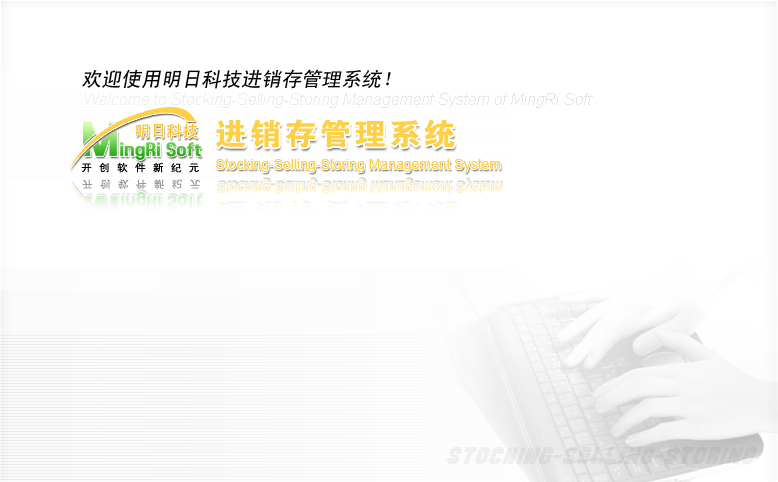 欢迎使用明日科技进销存管理系统！
Welcome to Stocking-Selling-Storing Management System of MingRi Soft
明日科技
MingRi Soft
开创软件新纪元
进销存管理系统
Stocking-Selling-Storing Management System
STOCHING-SELLING-STORING